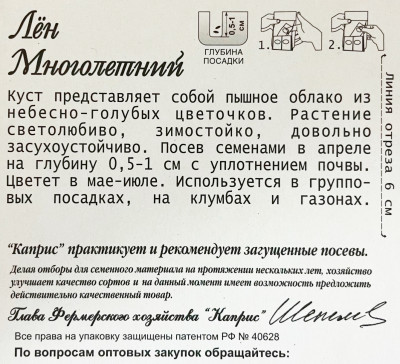 Лён
Многолетний
0,5-1
см
ГЛУБИНА
ПОСАДКИ
1.
2.
Куст представляет собой пышное облако из
небесно-голубых цветочков. Растение
светолюбиво, зимостойко, довольно
засухоустойчиво. Посев семенами в апреле
на глубину 0,5-1 см с уплотнением почвы.
Цветет в мае-июле. Используется в группо-
вых посадках, на клумбах и газонах.
линия отреза 6 см
"Каприс" практикует и рекомендует загущенные посевы.
Делая отборы для семенного материала на протяжении нескольких лет, хозяйство
улучшает качество сортов и на данный момент имеет возможность предложить
действительно качественный товар.
Глава Фермерского хозяйства "Каприс"
Все права на упаковку защищены патентом РФ № 40628
По вопросам оптовых закупок обращайтесь: